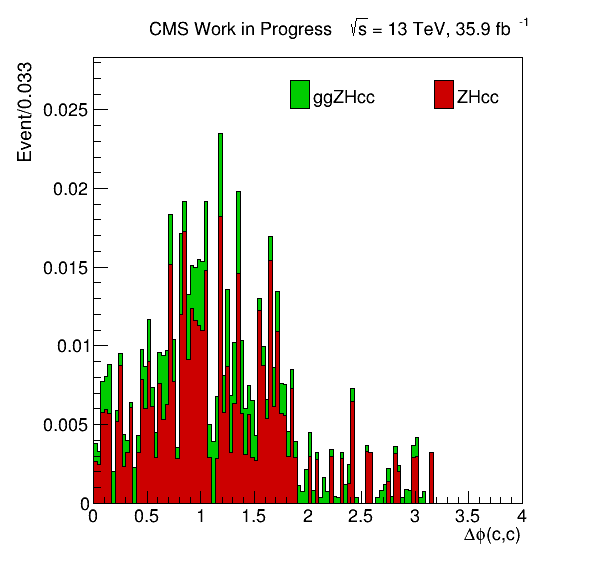 CMS Work in Progress √s = 13 TeV, 35.9 fb⁻¹
Event/0.033
ggZHcc ZHcc
0.025
0.02
0.015
0.01
0.005
0
0 0.5 1 1.5 2 2.5 3 3.5 4
Δϕ(c,c)